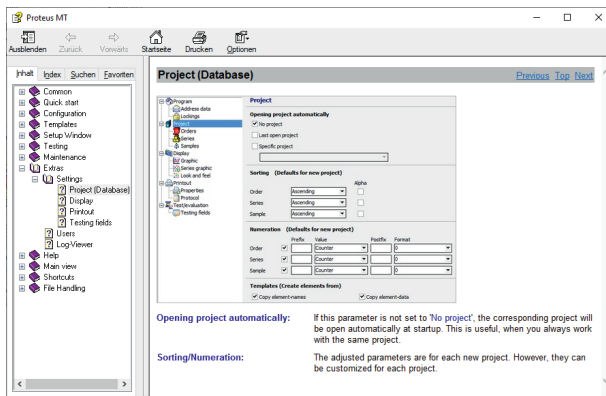 Proteus MT
Ausblenden Zurück Vorwärts Startseite Drucken Optionen
Inhalt Index Suchen Favoriten
Common
Quick start
Configuration
Templates
Setup Window
Testing
Maintenance
Extras
Settings
Project (Database)
Display
Printout
Testing fields
Users
Log-Viewer
Help
Main view
Shortcuts
File Handling
Project (Database)
Previous Top Next
Program
Address data
Lockings
Project
Orders
Series
Samples
Display
Graphic
Series graphic
Look and feel
Printout
Properties
Protocol
Test/evaluation
Testing fields
Project
Opening project automatically
No project
Last open project
Specific project
Sorting (Defaults for new project)
Alpha
Order Ascending
Series Ascending
Sample Ascending
Numeration (Defaults for new project)
Prefix Value Postfix Format
Order Counter 0
Series Counter 0
Sample Counter 0
Templates (Create elements from)
Copy element-names Copy element-data
Opening project automatically: If this parameter is not set to 'No project', the corresponding project will
be open automatically at startup. This is useful, when you always work
with the same project.
Sorting/Numeration: The adjusted parameters are for each new project. However, they can
be customized for each project.